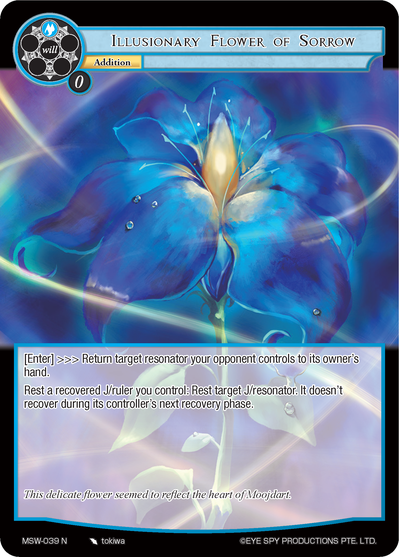 Illusionary Flower of Sorrow
will
Addition
0
[Enter] >>> Return target resonator your opponent controls to its owner's
hand.
Rest a recovered J/ruler you control: Rest target J/resonator. It doesn't
recover during its controller's next recovery phase.
This delicate flower seemed to reflect the heart of Moojdart.
MSW-039 N
tokiwa
©EYE SPY PRODUCTIONS PTE. LTD.